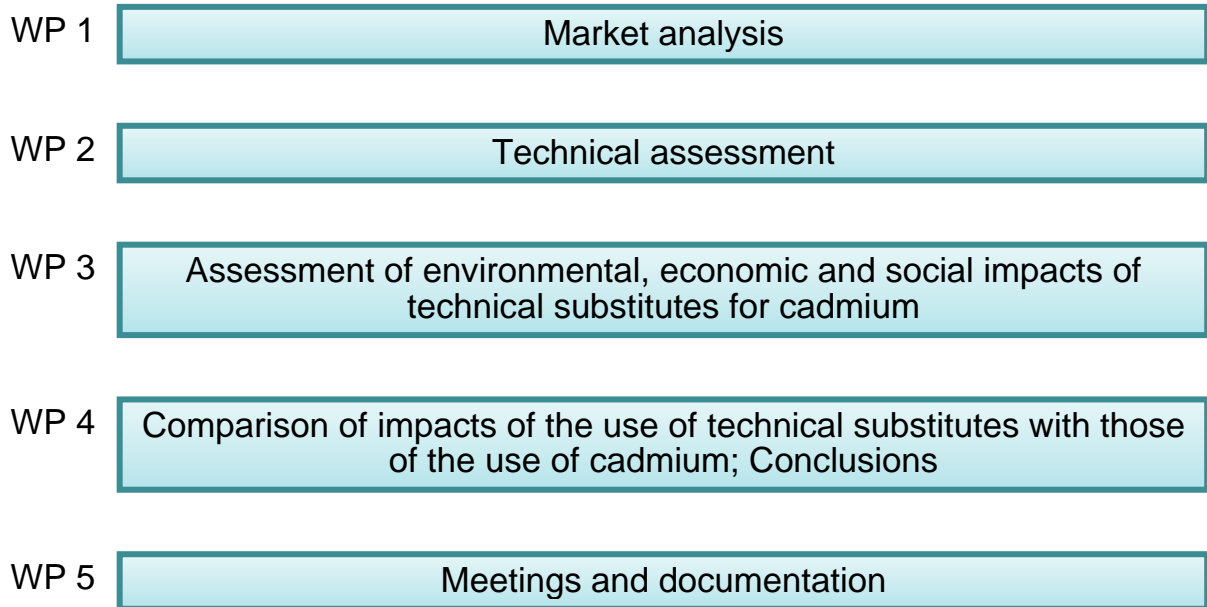 WP 1 Market analysis
WP 2 Technical assessment
WP 3 Assessment of environmental, economic and social impacts of
technical substitutes for cadmium
WP 4 Comparison of impacts of the use of technical substitutes with those
of the use of cadmium; Conclusions
WP 5 Meetings and documentation